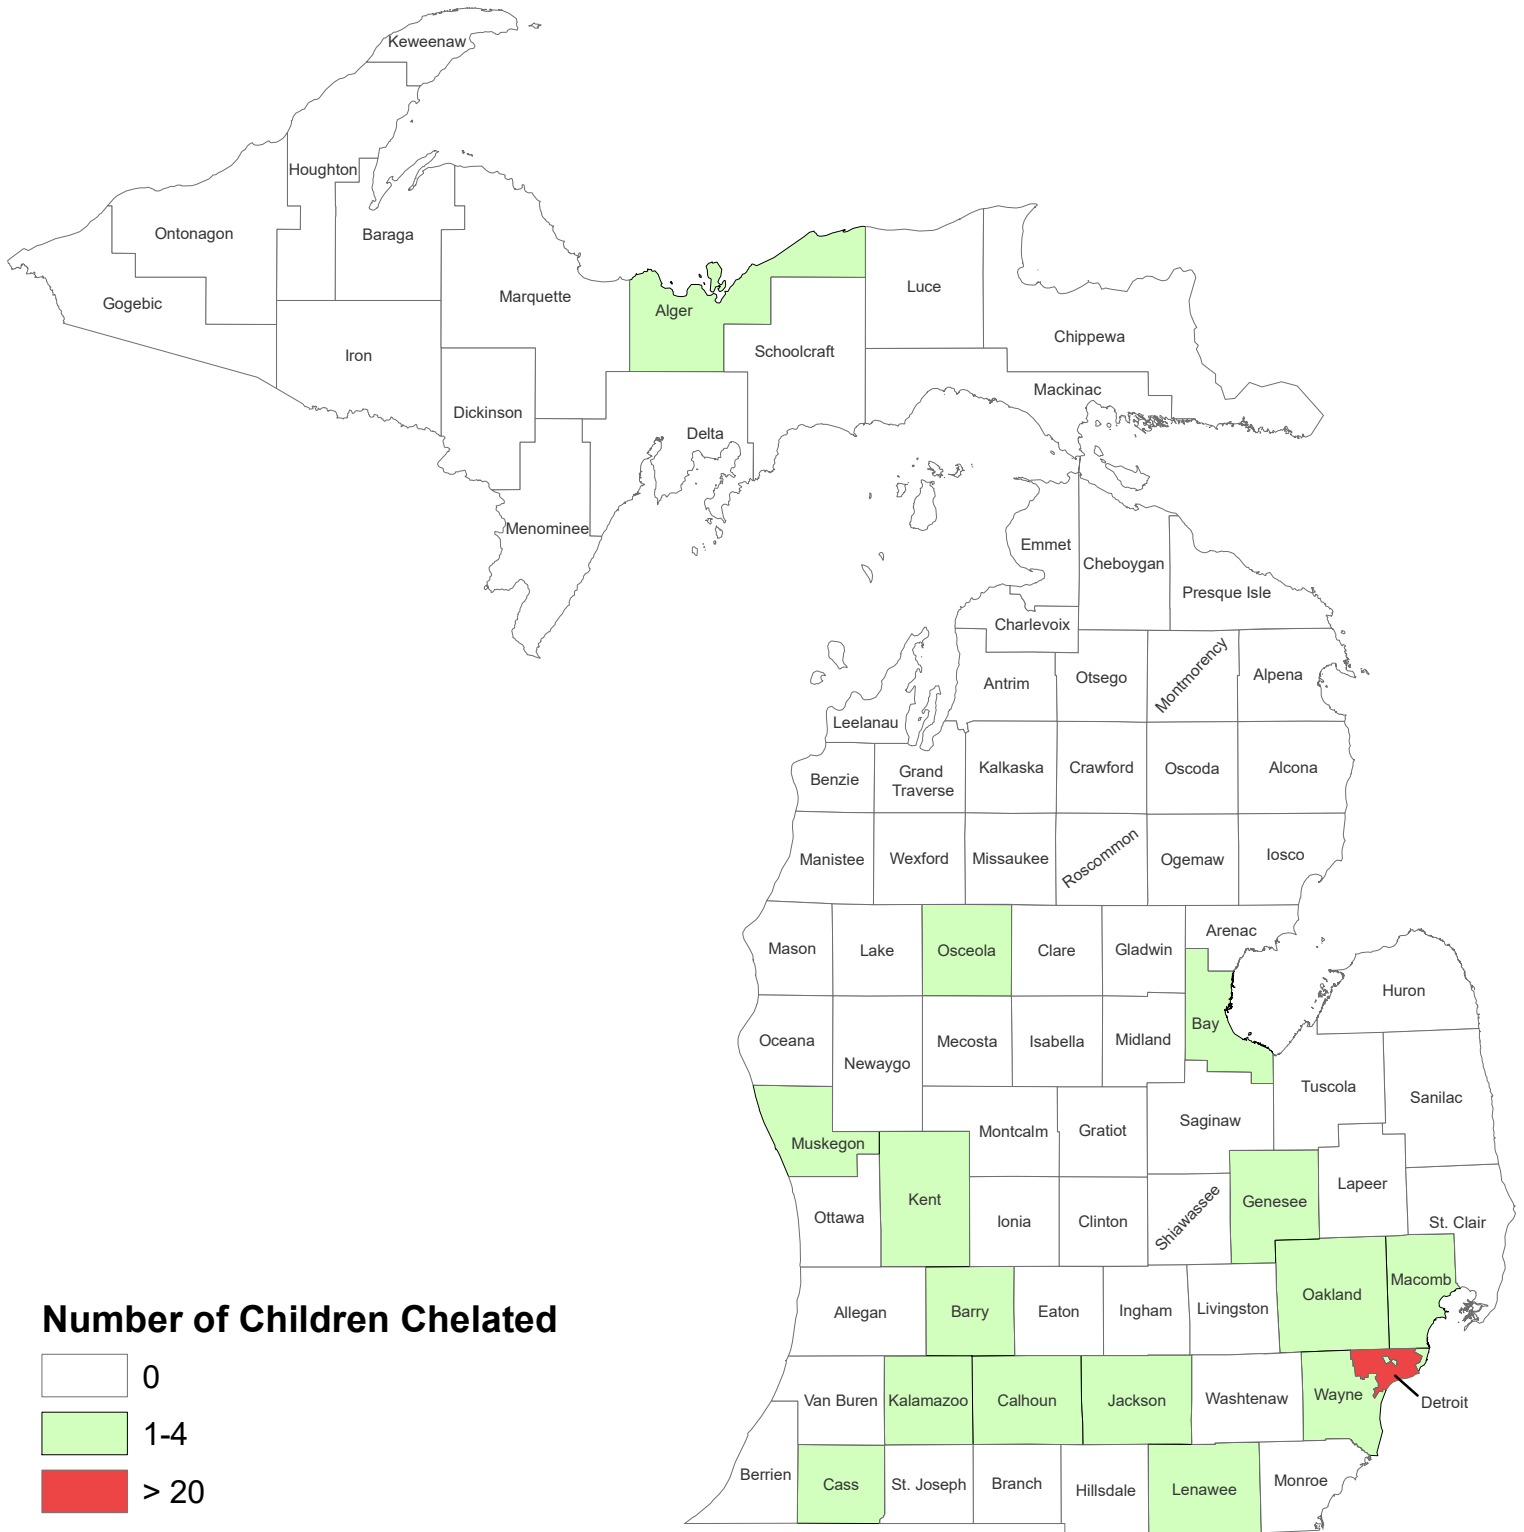 Keweenaw
Houghton
Ontonagon
Baraga
Gogebic
Marquette
Alger
Luce
Iron
Schoolcraft
Chippewa
Dickinson
Mackinac
Delta
Menominee
Emmet
Cheboygan
Presque Isle
Charlevoix
Antrim
Otsego
Montmorency
Alpena
Leelanau
Benzie
Grand
Traverse
Kalkaska
Crawford
Oscoda
Alcona
Manistee
Wexford
Missaukee
Roscommon
Ogemaw
Iosco
Mason
Lake
Osceola
Clare
Gladwin
Arenac
Huron
Oceana
Newaygo
Mecosta
Isabella
Midland
Bay
Tuscola
Sanilac
Muskegon
Montcalm
Gratiot
Saginaw
Kent
Ottawa
Ionia
Clinton
Shiawassee
Genesee
Lapeer
St. Clair
Allegan
Barry
Eaton
Ingham
Livingston
Oakland
Macomb
Van Buren
Kalamazoo
Calhoun
Jackson
Washtenaw
Wayne
Detroit
Berrien
Cass
St. Joseph
Branch
Hillsdale
Lenawee
Monroe
Number of Children Chelated
0
1-4
> 20